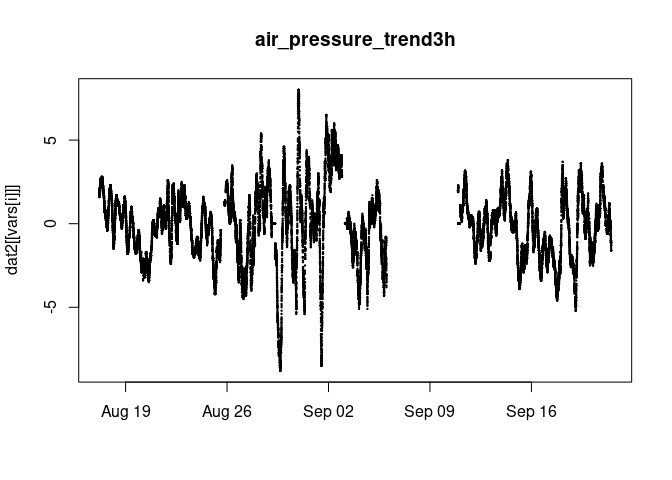 air_pressure_trend3h
dat2[[vars[i]]]
5
0
-5
Aug 19
Aug 26
Sep 02
Sep 09
Sep 16